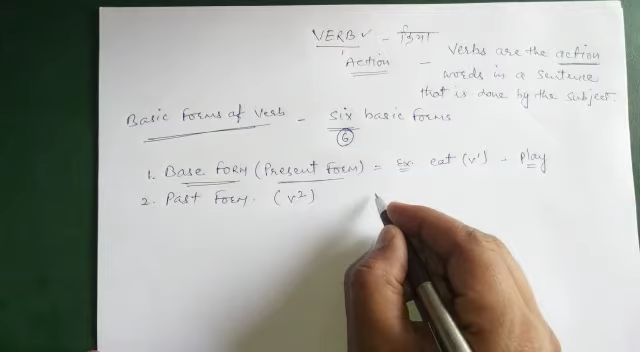 VERB ✓ - क्रिया
Action - Verbs are the action
words in a sentence
that is done by the subject.
Basic Forms of Verb - six basic forms
6
1. Base Form (Present Form) = Ex. eat (v¹) - Play
2. Past Form. (v²)